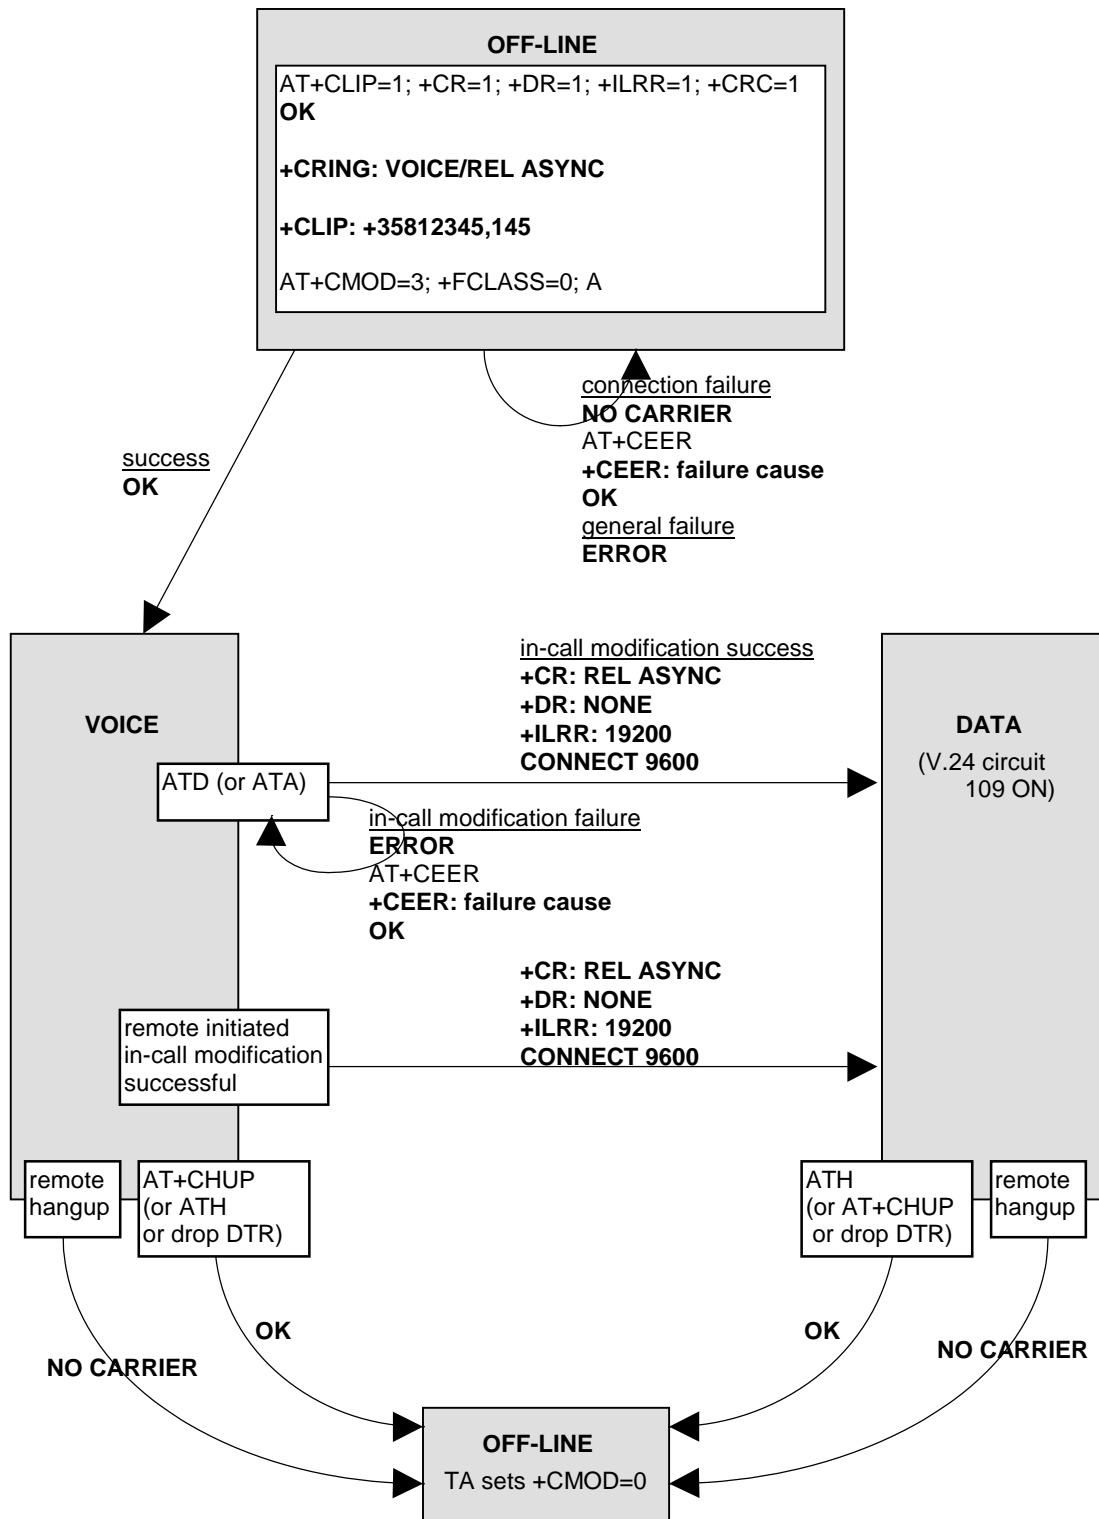 OFF-LINE
AT+CLIP=1; +CR=1; +DR=1; +ILRR=1; +CRC=1
OK
+CRING: VOICE/REL ASYNC
+CLIP: +35812345,145
AT+CMOD=3; +FCLASS=0; A
connection failure
NO CARRIER
AT+CEER
+CEER: failure cause
OK
general failure
ERROR
success
OK
in-call modification success
+CR: REL ASYNC
+DR: NONE
+ILRR: 19200
CONNECT 9600
VOICE
DATA
(V.24 circuit
109 ON)
ATD (or ATA)
in-call modification failure
ERROR
AT+CEER
+CEER: failure cause
OK
+CR: REL ASYNC
+DR: NONE
+ILRR: 19200
CONNECT 9600
remote initiated
in-call modification
successful
remote
hangup
AT+CHUP
(or ATH
or drop DTR)
ATH
(or AT+CHUP
or drop DTR)
remote
hangup
OK
NO CARRIER
OK
NO CARRIER
OFF-LINE
TA sets +CMOD=0